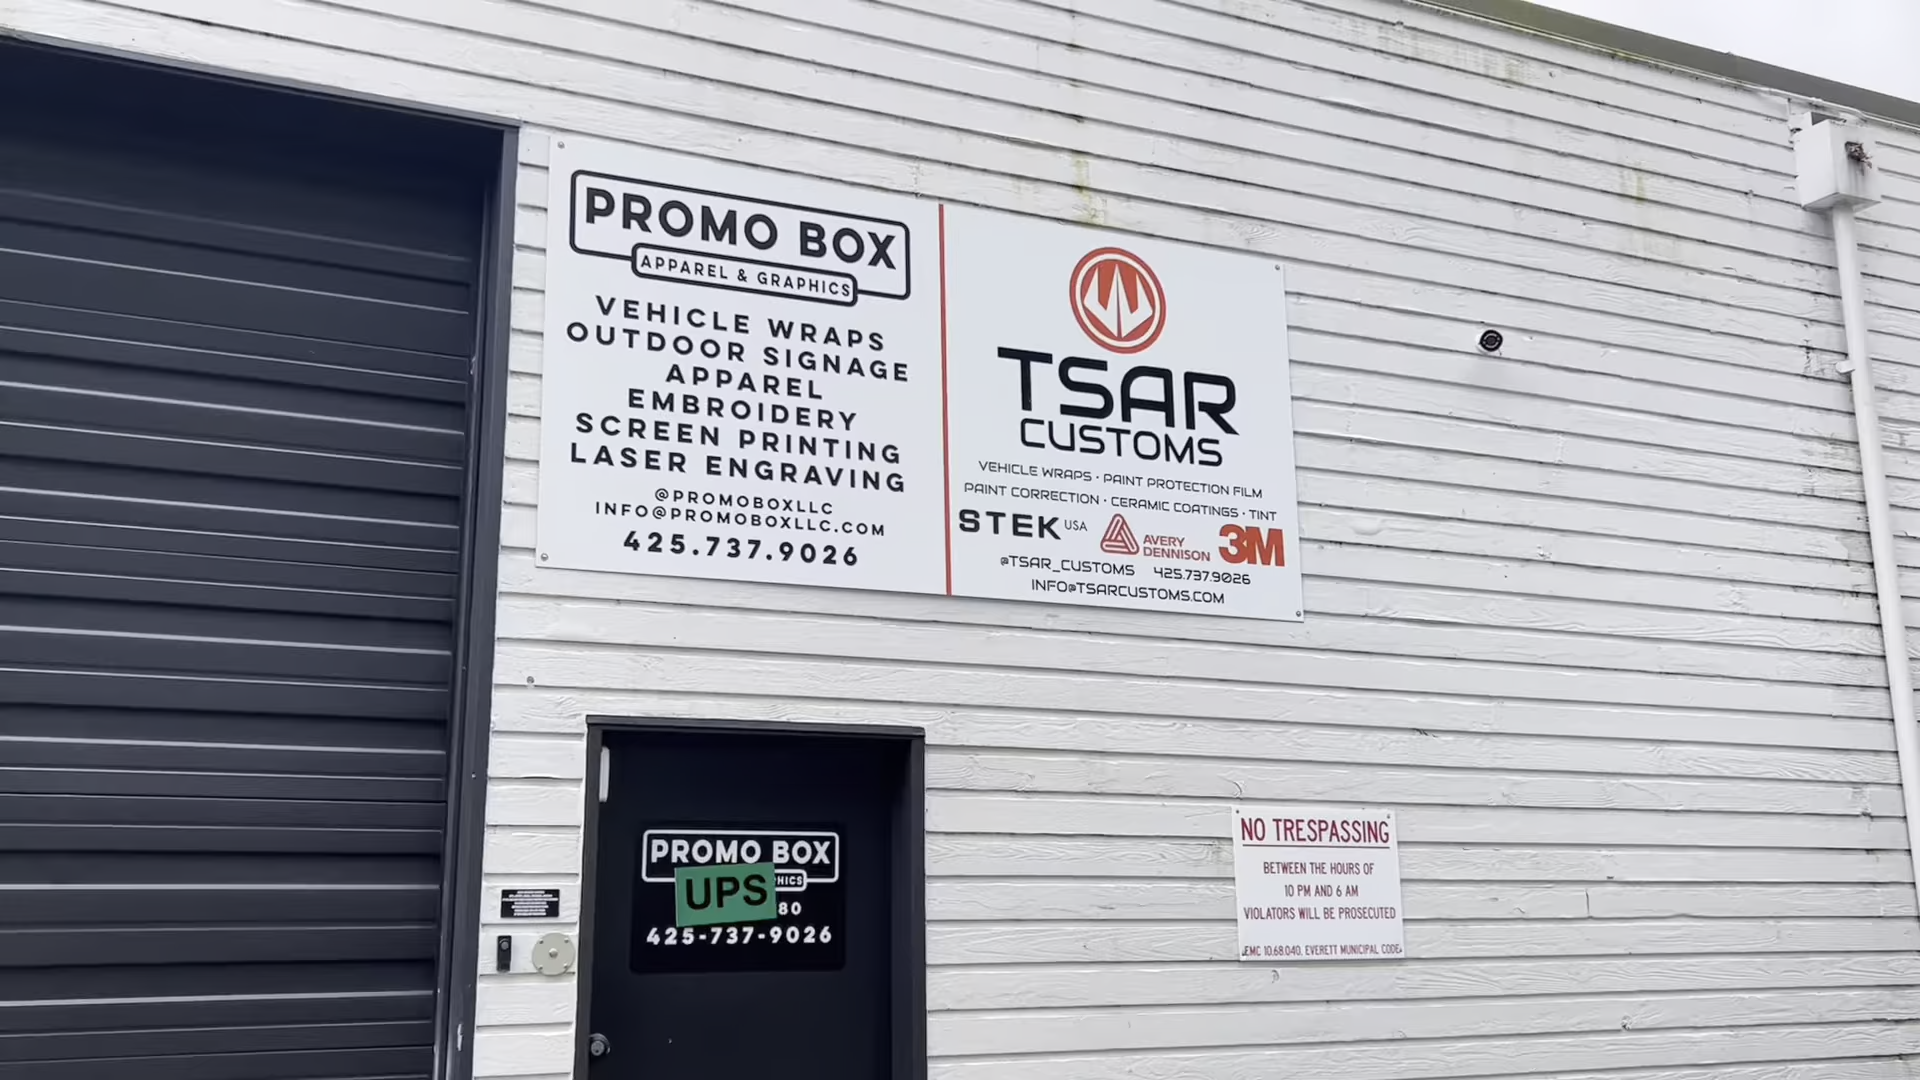 PROMO BOX
APPAREL & GRAPHICS
VEHICLE WRAPS
OUTDOOR SIGNAGE
APPAREL
EMBROIDERY
SCREEN PRINTING
LASER ENGRAVING
@PROMOBOXLLC
INFO@PROMOBOXLLC.COM
425.737.9026
TSAR
CUSTOMS
VEHICLE WRAPS · PAINT PROTECTION FILM
PAINT CORRECTION · CERAMIC COATINGS · TINT
STEK USA
AVERY
DENNISON
3M
@TSAR_CUSTOMS 425.737.9026
INFO@TSARCUSTOMS.COM
PROMO BOX
UPS
80
425-737-9026
NO TRESPASSING
BETWEEN THE HOURS OF
10 PM AND 6 AM
VIOLATORS WILL BE PROSECUTED
EMC 10.68.040, EVERETT MUNICIPAL CODE